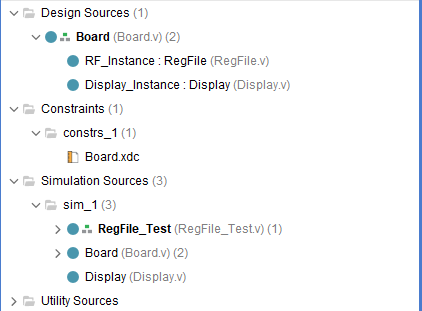 Design Sources (1)
Board (Board.v) (2)
RF_Instance : RegFile (RegFile.v)
Display_Instance : Display (Display.v)
Constraints (1)
constrs_1 (1)
Board.xdc
Simulation Sources (3)
sim_1 (3)
RegFile_Test (RegFile_Test.v) (1)
Board (Board.v) (2)
Display (Display.v)
Utility Sources